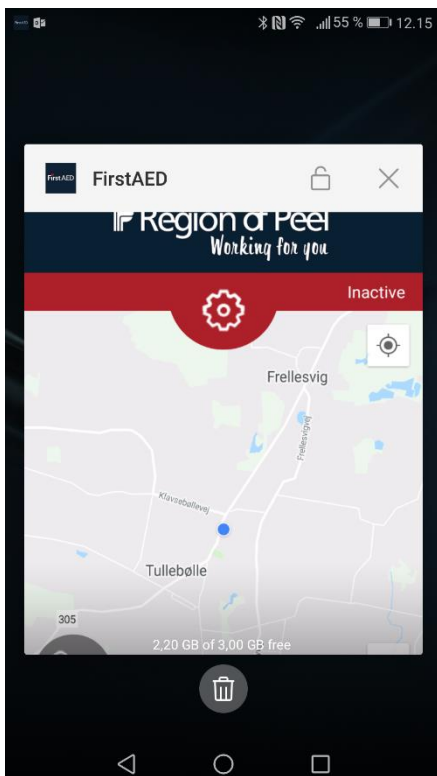 55 % 12.15
FirstAED FirstAED
Region of Peel
Working for you
Inactive
Frellesvig
Frellesvigvej
Klavsebøllevej
Tullebølle
305
2,20 GB of 3,00 GB free